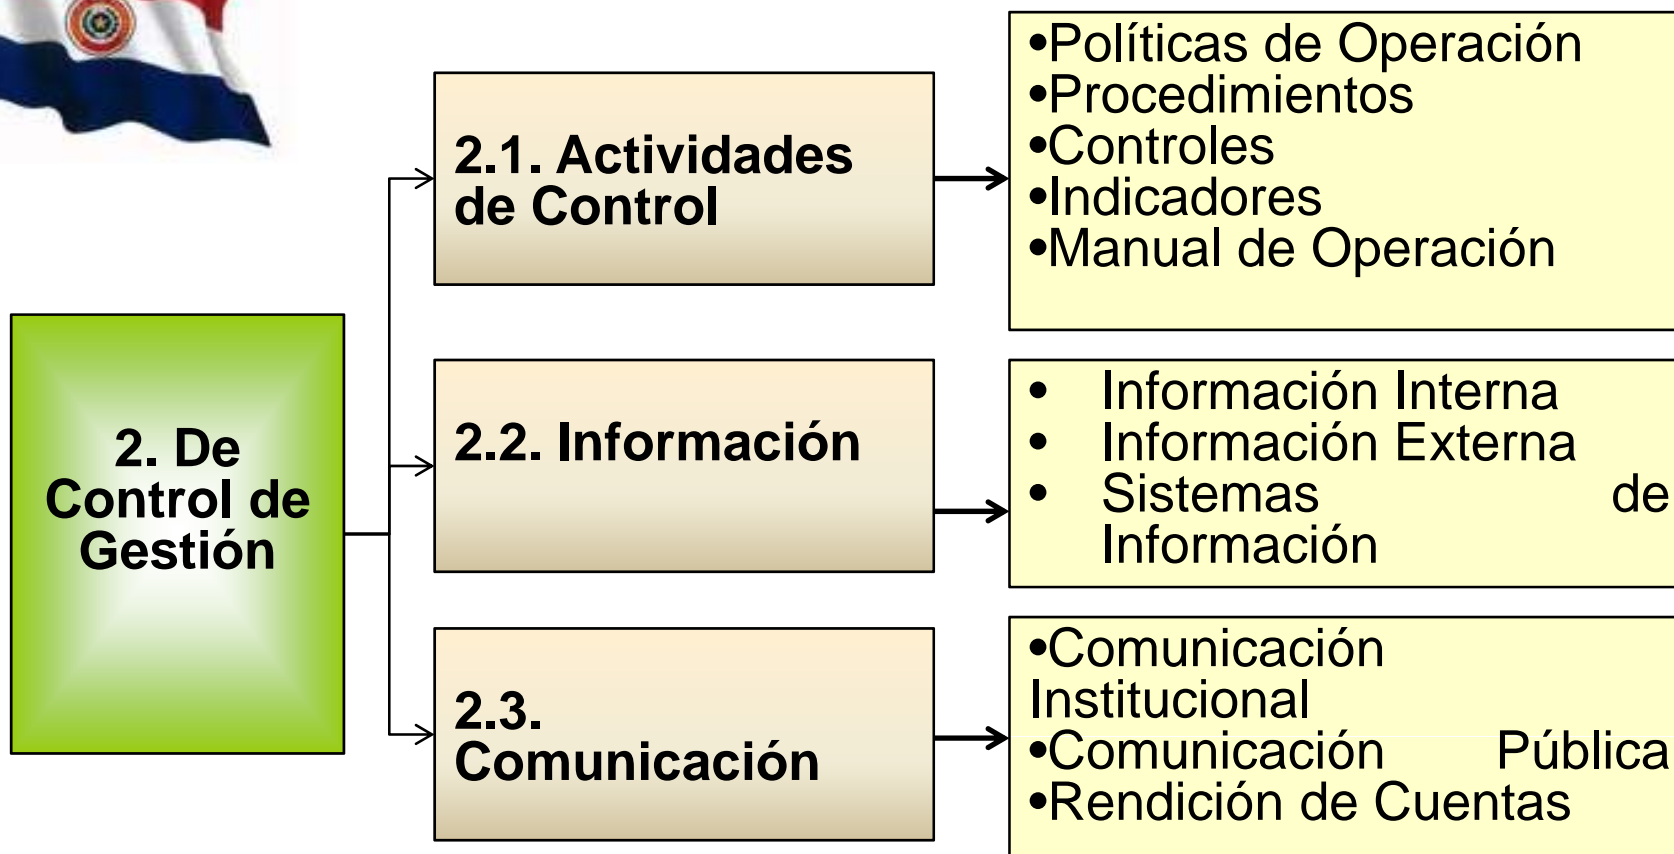 2. De
Control de
Gestión
2.1. Actividades
de Control
•Políticas de Operación
•Procedimientos
•Controles
•Indicadores
•Manual de Operación
2.2. Información
• Información Interna
• Información Externa
• Sistemas de
Información
2.3.
Comunicación
•Comunicación
Institucional
•Comunicación Pública
•Rendición de Cuentas